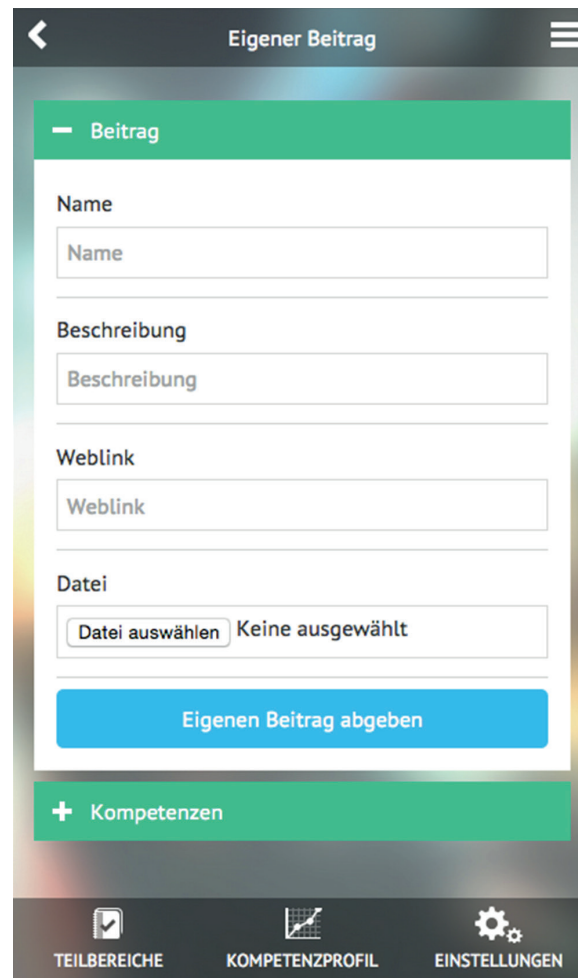 Eigener Beitrag
Beitrag
Name
Name
Beschreibung
Beschreibung
Weblink
Weblink
Datei
Datei auswählen Keine ausgewählt
Eigenen Beitrag abgeben
Kompetenzen
TEILBEREICHE KOMPETENZPROFIL EINSTELLUNGEN